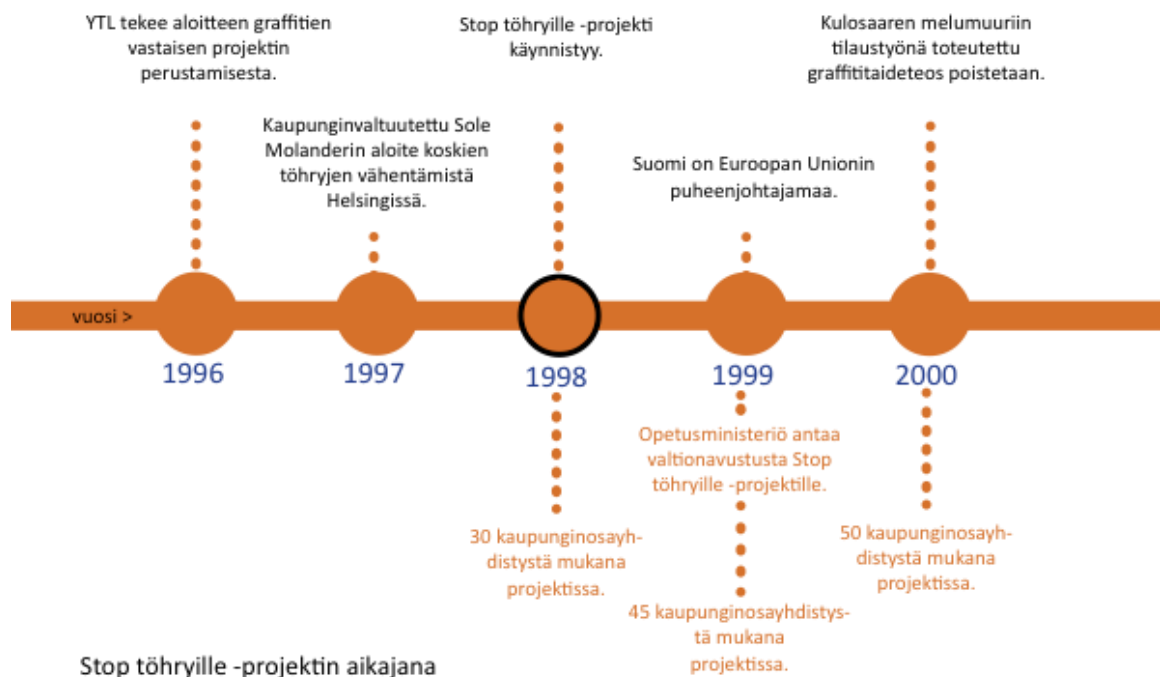 YTL tekee aloitteen graffitien
vastaisen projektin
perustamisesta.
Kaupunginvaltuutettu Sole
Molanderin aloite koskien
töhryjen vähentämistä
Helsingissä.
Stop töhryille -projekti
käynnistyy.
Suomi on Euroopan Unionin
puheenjohtajamaa.
Kulosaaren melumuuriin
tilaustyönä toteutettu
graffititaideteos poistetaan.
vuosi >
1996
1997
1998
1999
2000
30 kaupunginosayh-
distystä mukana
projektissa.
Opetusministeriö antaa
valtionavustusta Stop
töhryille -projektille.
45 kaupunginosayhdistys-
tä mukana
projektissa.
50 kaupunginosayh-
distystä mukana
projektissa.
Stop töhryille -projektin aikajana